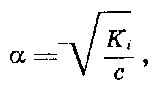 α = √(K_i / c) ,